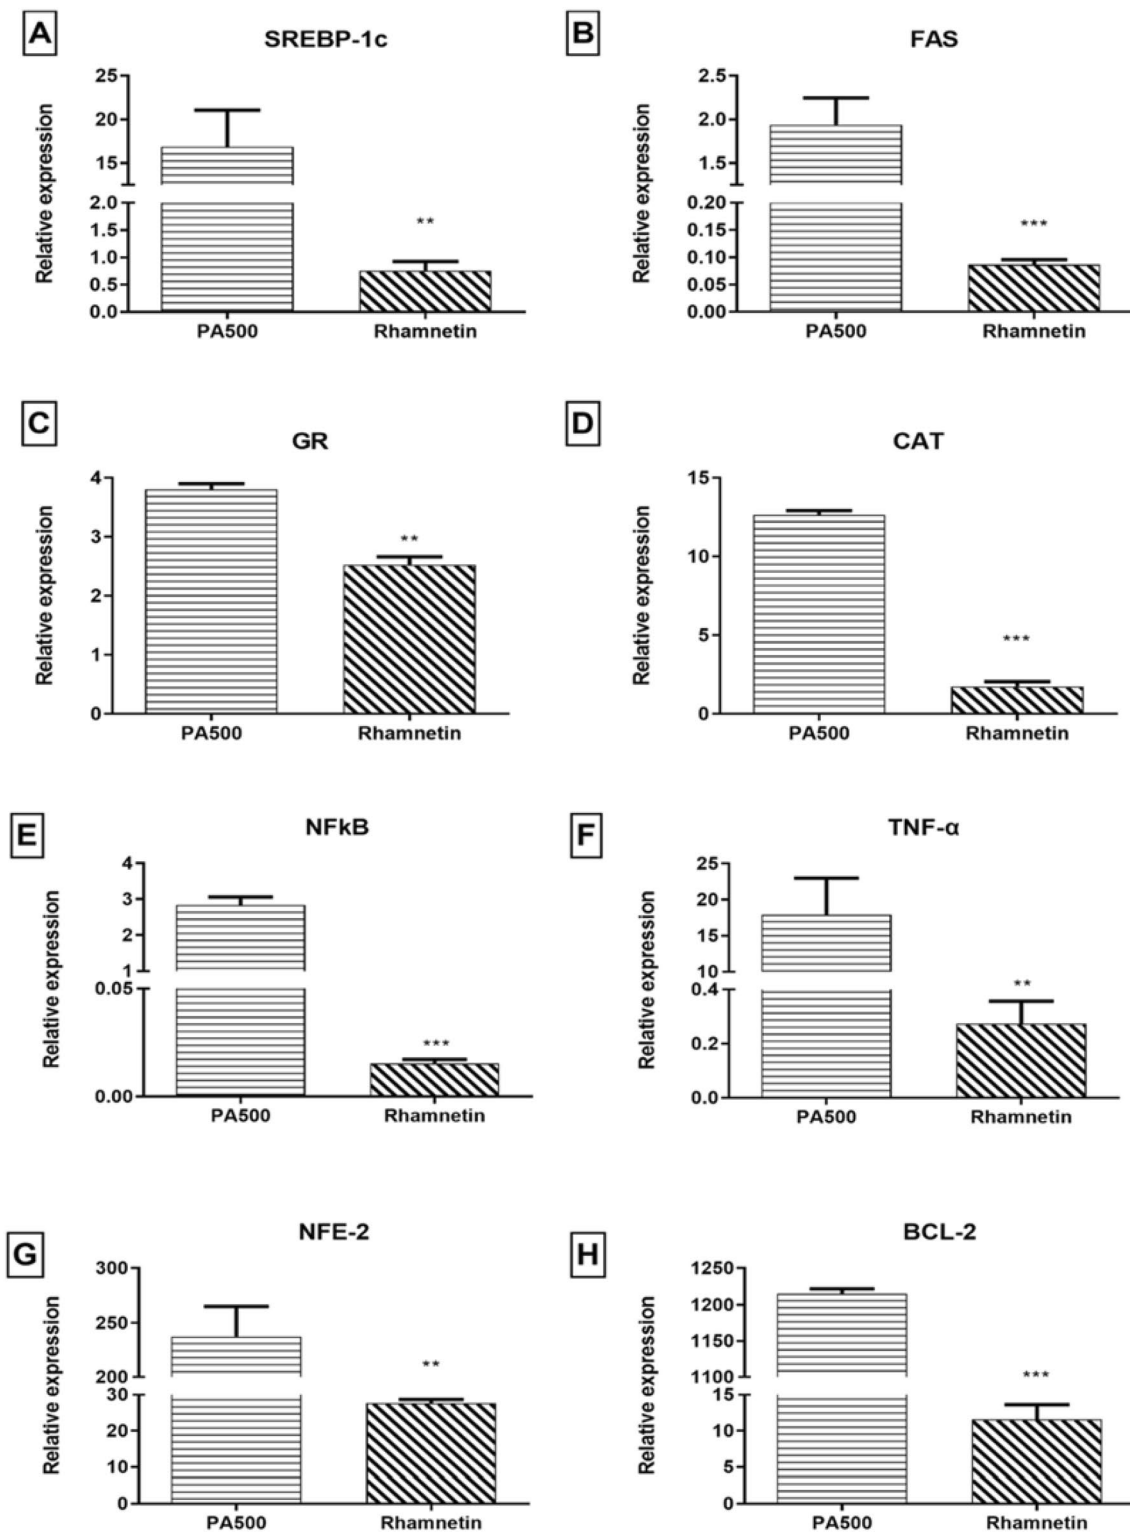 A
SREBP-1c
Relative expression
25
20
15
2.0
1.5
1.0
0.5
0.0
**
PA500
Rhamnetin
B
FAS
Relative expression
2.5
2.0
1.5
0.20
0.15
0.10
0.05
0.00
***
PA500
Rhamnetin
C
GR
Relative expression
4
3
2
1
0
**
PA500
Rhamnetin
D
CAT
Relative expression
15
10
5
0
***
PA500
Rhamnetin
E
NFkB
Relative expression
4
3
2
1
0.05
0.00
***
PA500
Rhamnetin
F
TNF-α
Relative expression
25
20
15
10
0.4
0.2
0.0
**
PA500
Rhamnetin
G
NFE-2
Relative expression
300
250
200
30
20
10
0
**
PA500
Rhamnetin
H
BCL-2
Relative expression
1250
1200
1150
1100
15
10
5
0
***
PA500
Rhamnetin